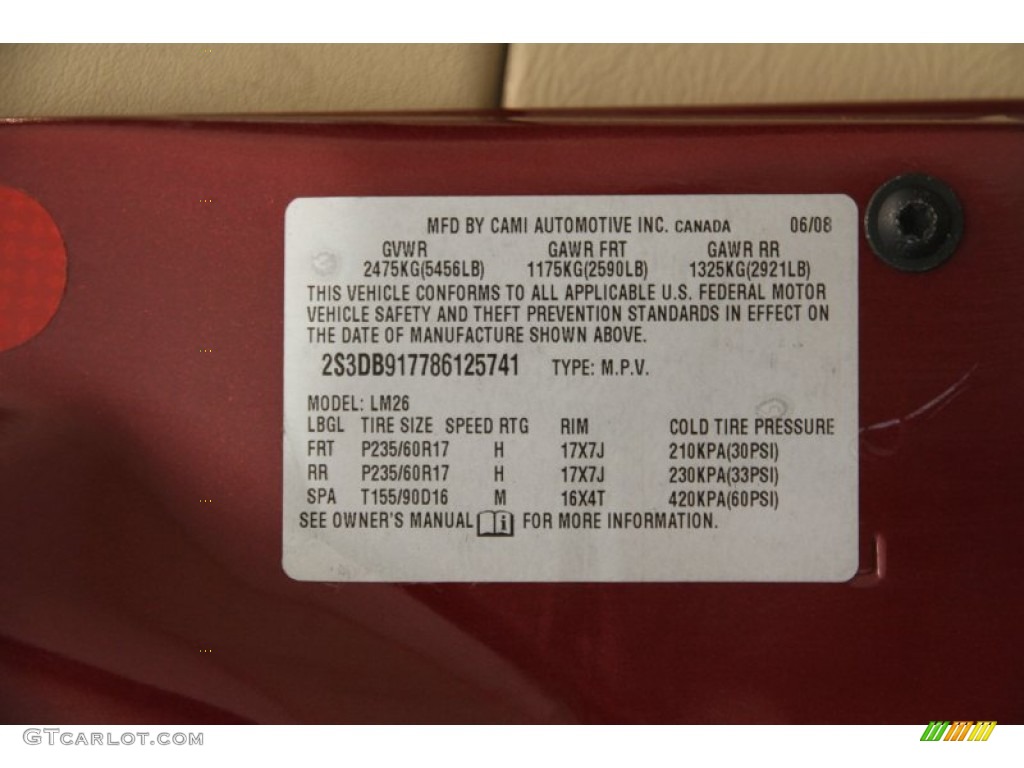 MFD BY CAMI AUTOMOTIVE INC. CANADA 06/08
GVWR GAWR FRT GAWR RR
2475KG(5456LB) 1175KG(2590LB) 1325KG(2921LB)
THIS VEHICLE CONFORMS TO ALL APPLICABLE U.S. FEDERAL MOTOR
VEHICLE SAFETY AND THEFT PREVENTION STANDARDS IN EFFECT ON
THE DATE OF MANUFACTURE SHOWN ABOVE.
2S3DB917786125741 TYPE: M.P.V.
MODEL: LM26
LBGL TIRE SIZE SPEED RTG RIM COLD TIRE PRESSURE
FRT P235/60R17 H 17X7J 210KPA(30PSI)
RR P235/60R17 H 17X7J 230KPA(33PSI)
SPA T155/90D16 M 16X4T 420KPA(60PSI)
SEE OWNER'S MANUAL i FOR MORE INFORMATION.
GTCARLOT.COM